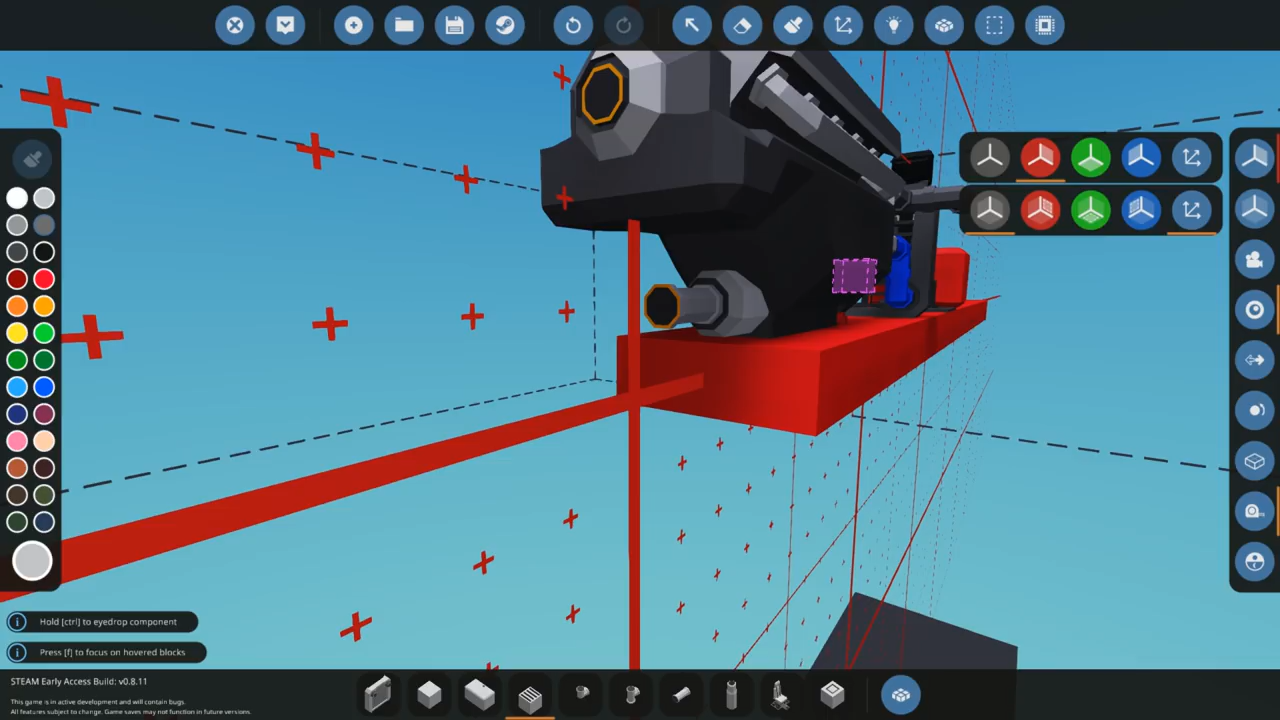 Hold [ctrl] to eyedrop component
Press [f] to focus on hovered blocks
STEAM Early Access Build: v0.8.11
This game is in active development and will contain bugs.
All features subject to change. Game saves may not function in future versions.